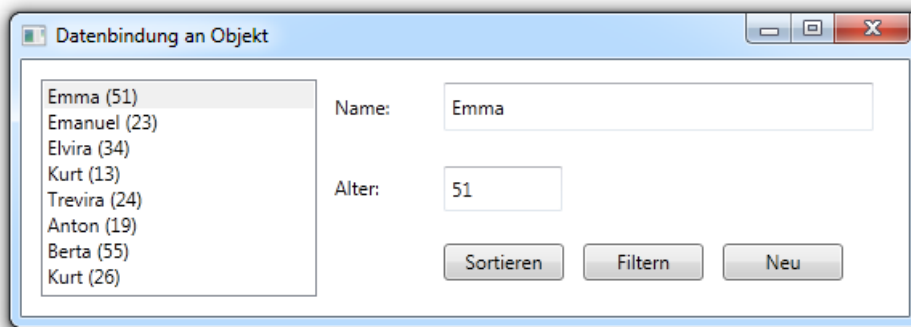 Datenbindung an Objekt
Emma (51)
Emanuel (23)
Elvira (34)
Kurt (13)
Trevira (24)
Anton (19)
Berta (55)
Kurt (26)
Name: Emma
Alter: 51
Sortieren Filtern Neu